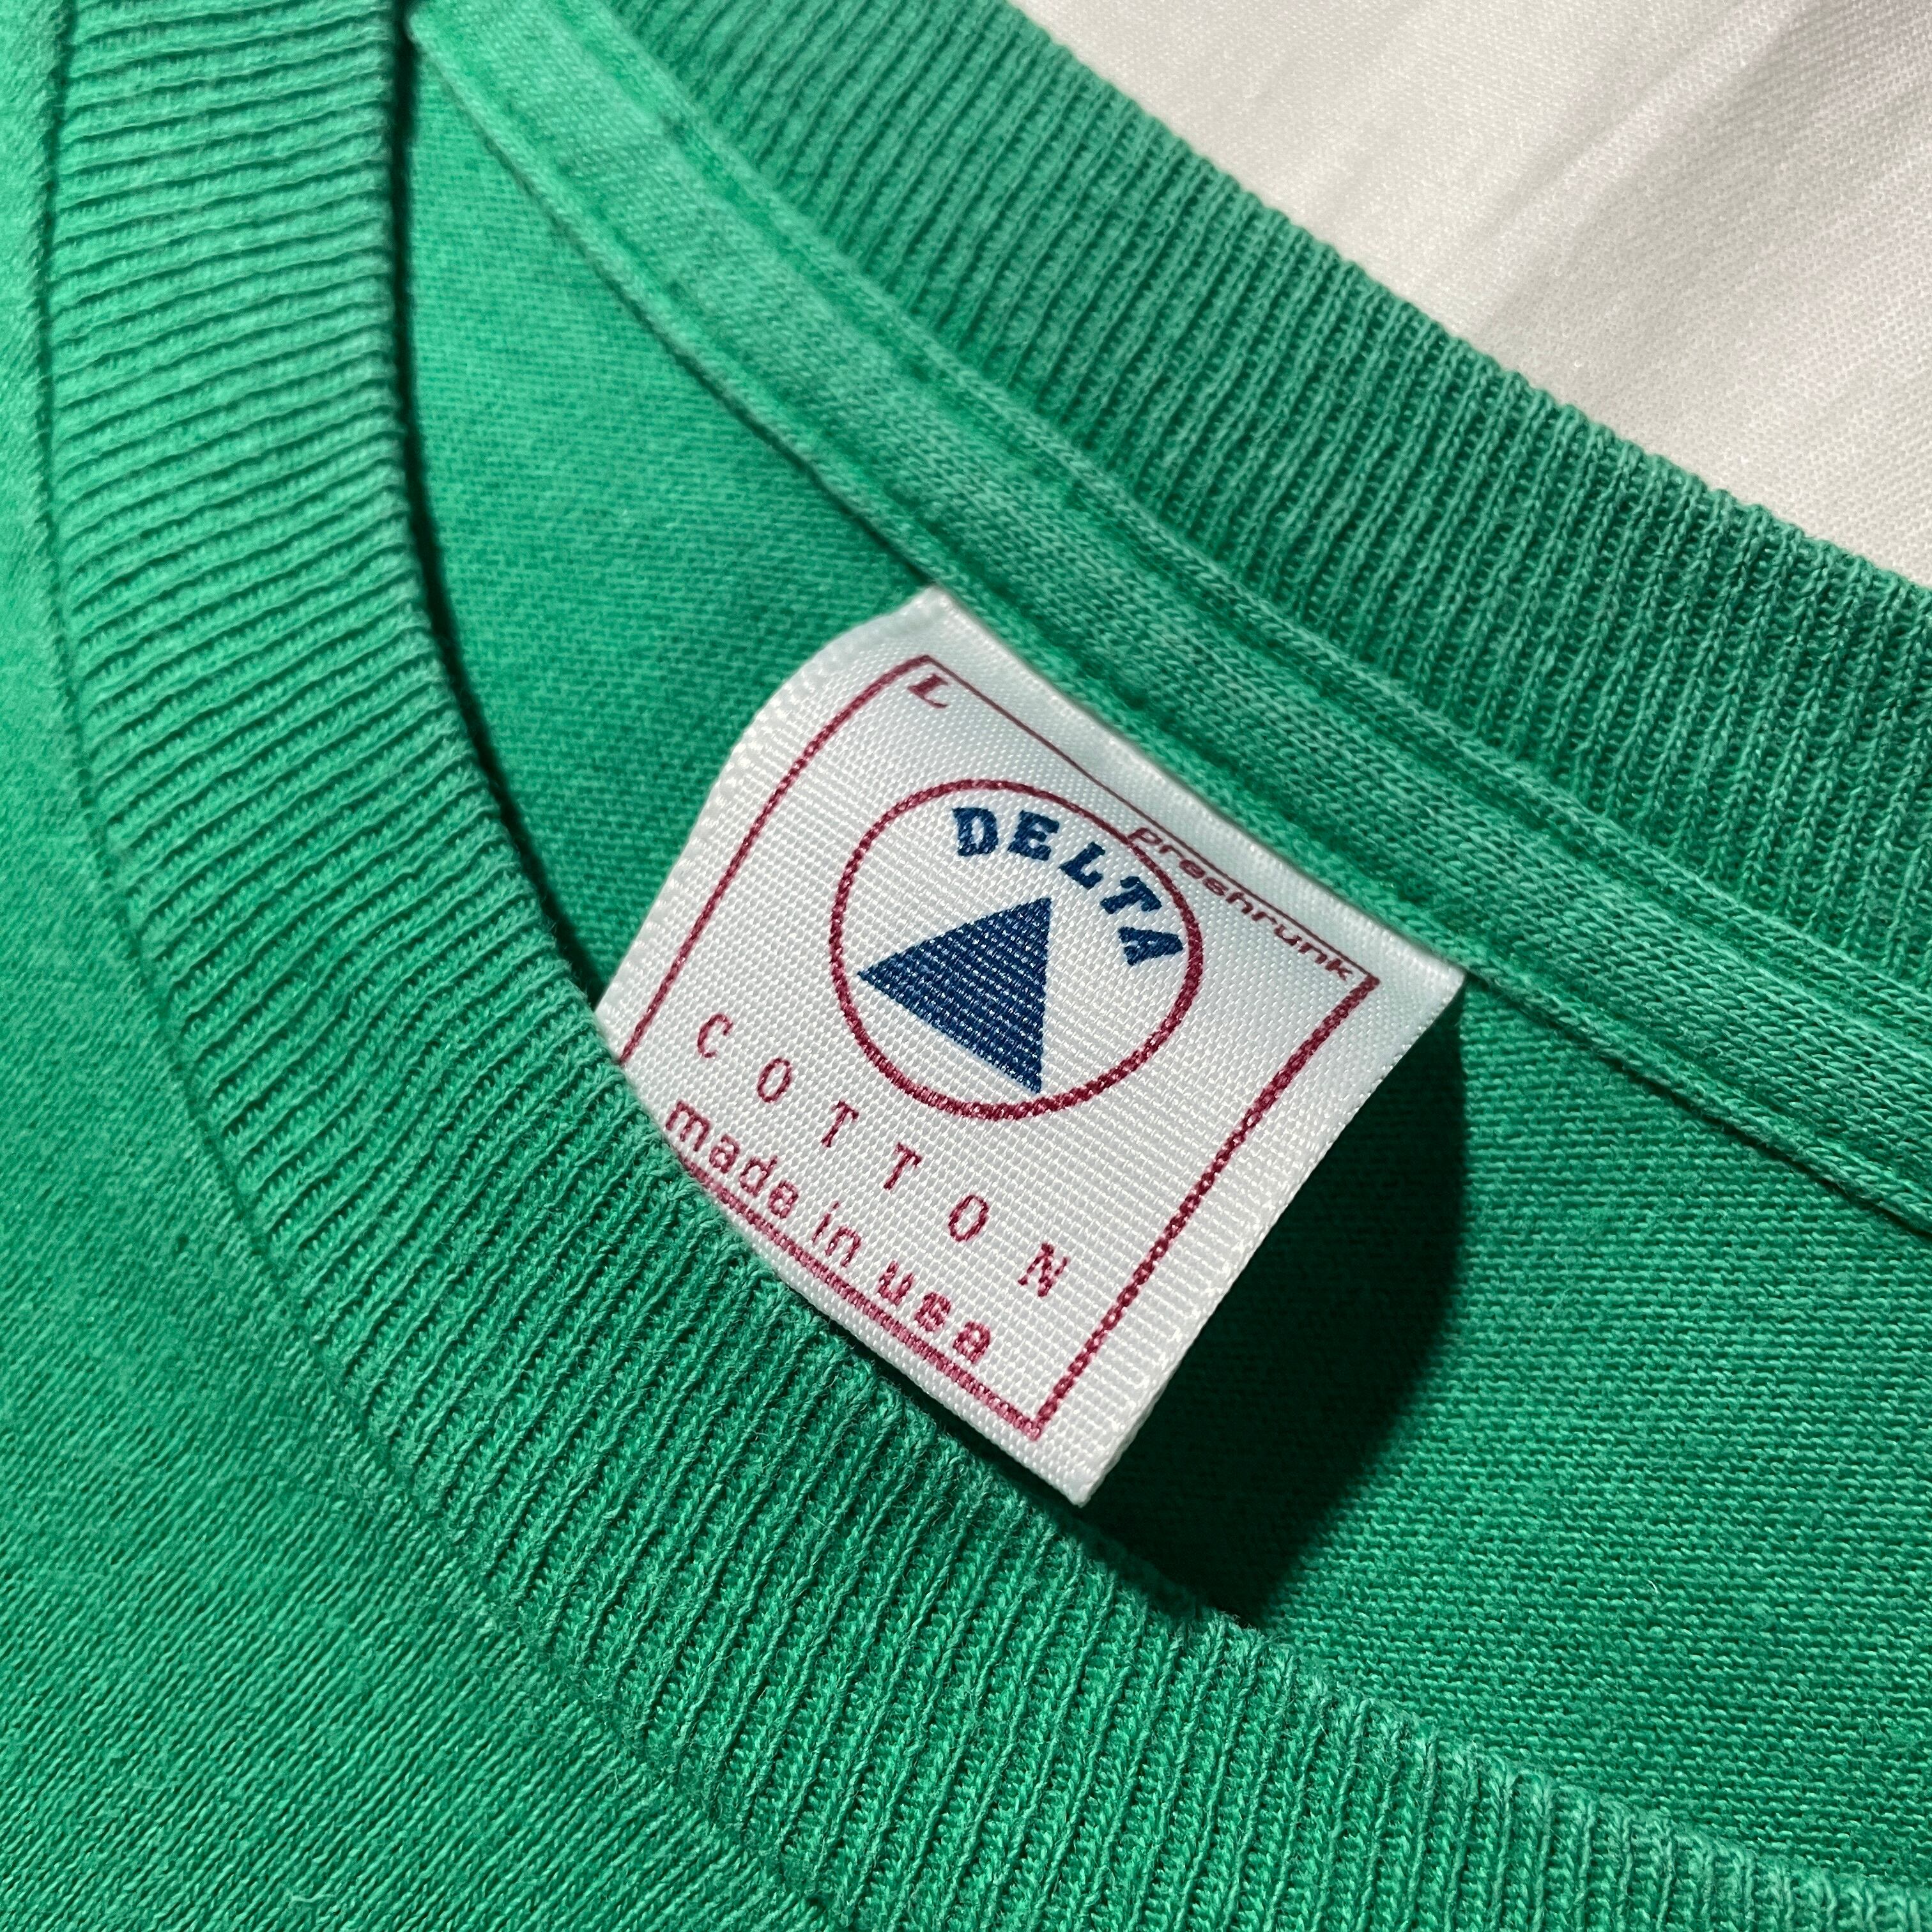 L
preshrunk
DELTA
COTTON
made in usa